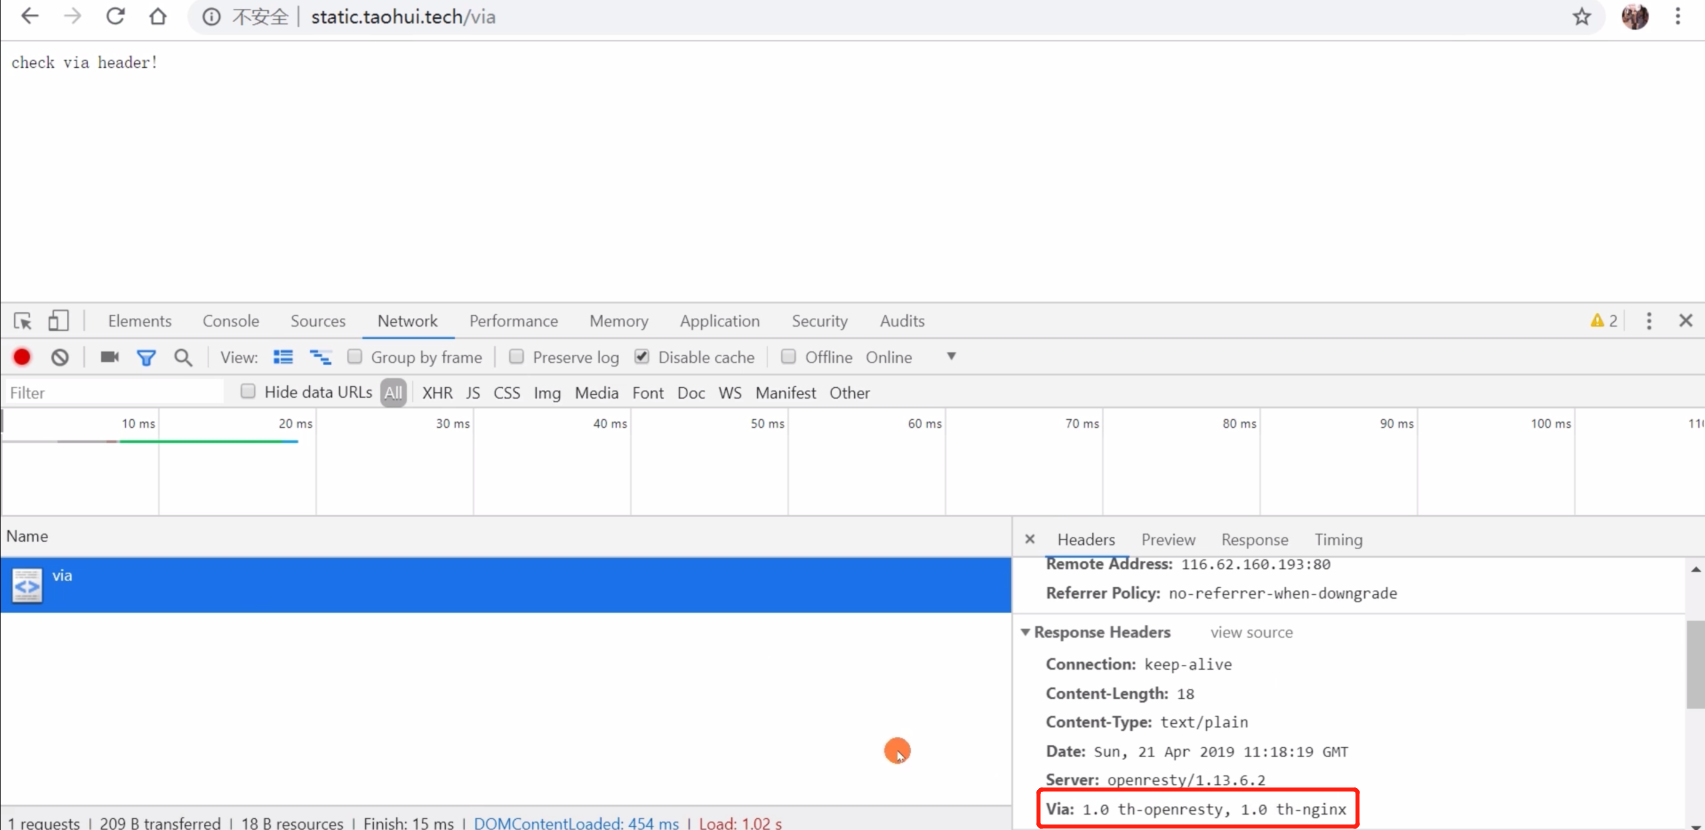 不安全 | static.taohui.tech/via
check via header!
Elements Console Sources Network Performance Memory Application Security Audits 2
View: Group by frame Preserve log Disable cache Offline Online
Filter Hide data URLs All XHR JS CSS Img Media Font Doc WS Manifest Other
10 ms 20 ms 30 ms 40 ms 50 ms 60 ms 70 ms 80 ms 90 ms 100 ms
Name
Headers Preview Response Timing
via
Remote Address: 116.62.160.193:80
Referrer Policy: no-referrer-when-downgrade
Response Headers view source
Connection: keep-alive
Content-Length: 18
Content-Type: text/plain
Date: Sun, 21 Apr 2019 11:18:19 GMT
Server: openresty/1.13.6.2
Via: 1.0 th-openresty, 1.0 th-nginx
1 requests | 209 B transferred | 18 B resources | Finish: 15 ms | DOMContentLoaded: 454 ms | Load: 1.02 s